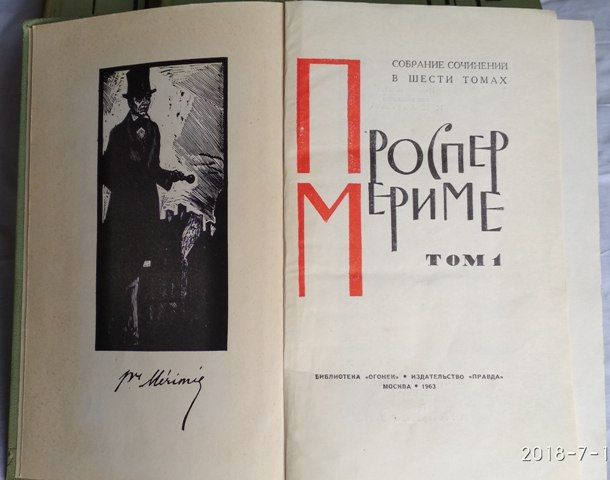 Pr Mérimée
СОБРАНИЕ СОЧИНЕНИЙ
В ШЕСТИ ТОМАХ
ПРОСПЕР
МЕРИМЕ
ТОМ 1
БИБЛИОТЕКА «ОГОНЕК» • ИЗДАТЕЛЬСТВО «ПРАВДА»
МОСКВА • 1963
2018-7-1